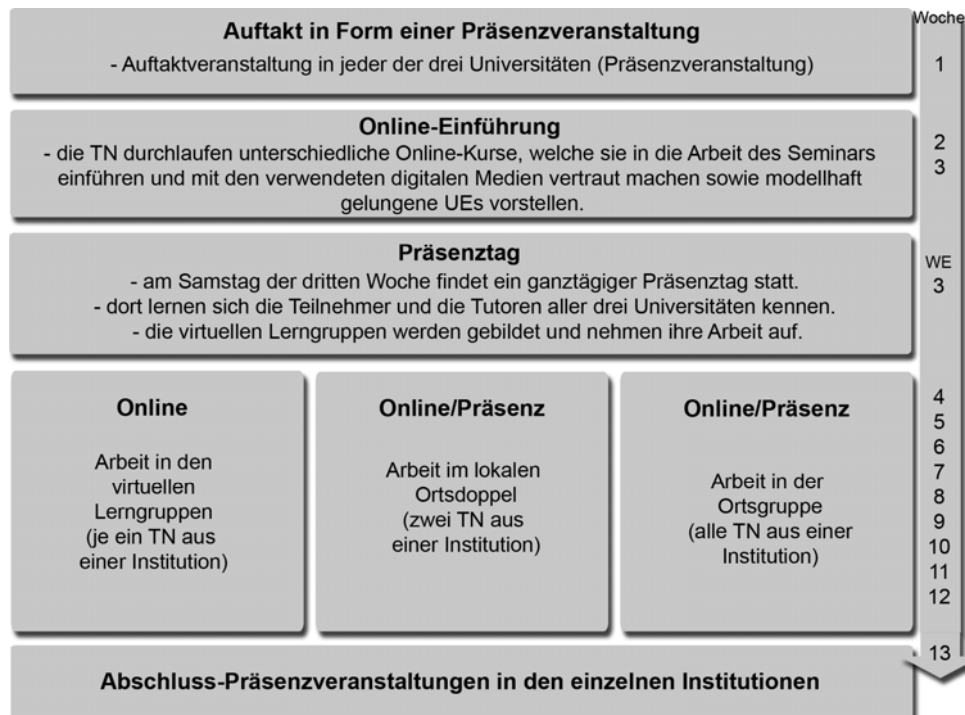 Woche
Auftakt in Form einer Präsenzveranstaltung
- Auftaktveranstaltung in jeder der drei Universitäten (Präsenzveranstaltung)
1
Online-Einführung
- die TN durchlaufen unterschiedliche Online-Kurse, welche sie in die Arbeit des Seminars
einführen und mit den verwendeten digitalen Medien vertraut machen sowie modellhaft
gelungene UEs vorstellen.
2
3
Präsenztag
- am Samstag der dritten Woche findet ein ganztägiger Präsenztag statt.
- dort lernen sich die Teilnehmer und die Tutoren aller drei Universitäten kennen.
- die virtuellen Lerngruppen werden gebildet und nehmen ihre Arbeit auf.
WE
3
Online
Arbeit in den
virtuellen
Lerngruppen
(je ein TN aus
einer Institution)
Online/Präsenz
Arbeit im lokalen
Ortsdoppel
(zwei TN aus
einer Institution)
Online/Präsenz
Arbeit in der
Ortsgruppe
(alle TN aus einer
Institution)
4
5
6
7
8
9
10
11
12
13
Abschluss-Präsenzveranstaltungen in den einzelnen Institutionen